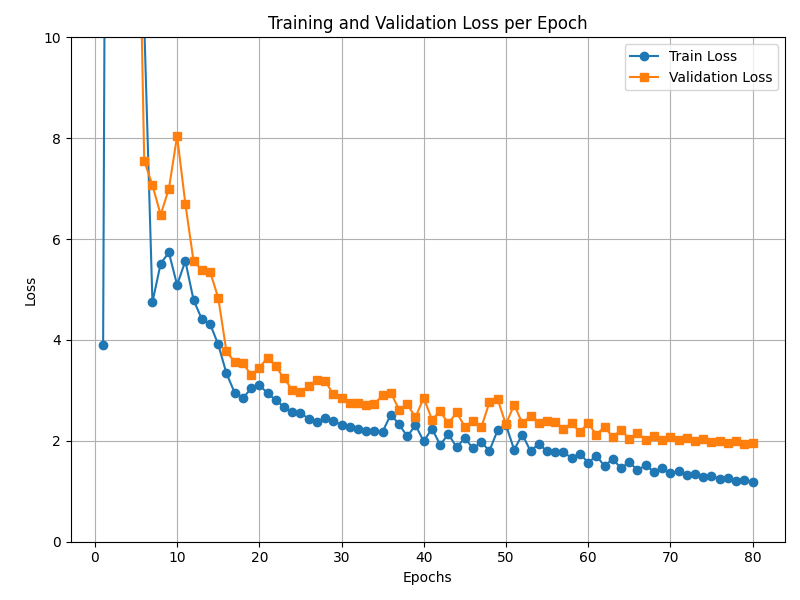 Training and Validation Loss per Epoch
Train Loss
Validation Loss
Loss
10
8
6
4
2
0
0 10 20 30 40 50 60 70 80
Epochs